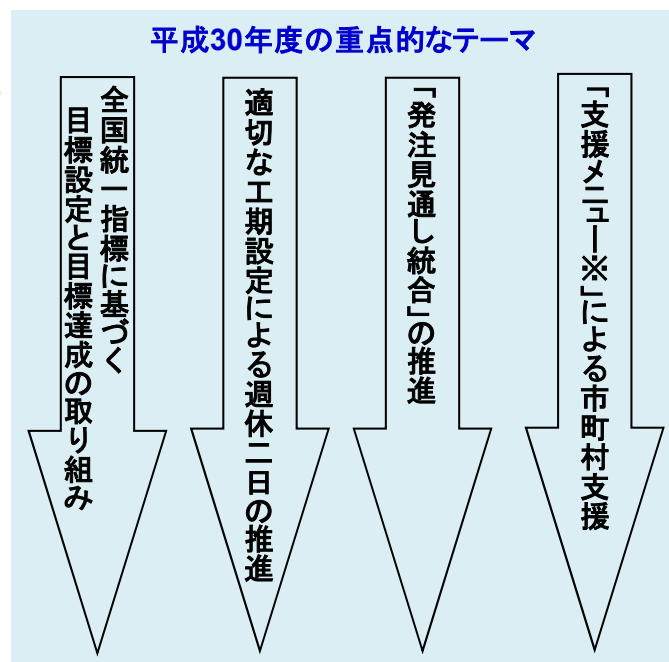 平成30年度の重点的なテーマ
「支援メニュー※」による市町村支援
「発注見通し統合」の推進
適切な工期設定による週休二日の推進
全国統一指標に基づく
目標設定と目標達成の取り組み